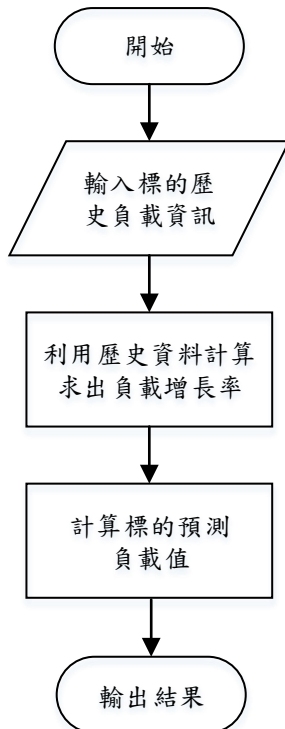 開始
輸入標的歷
史負載資訊
利用歷史資料計算
求出負載增長率
計算標的預測
負載值
輸出結果